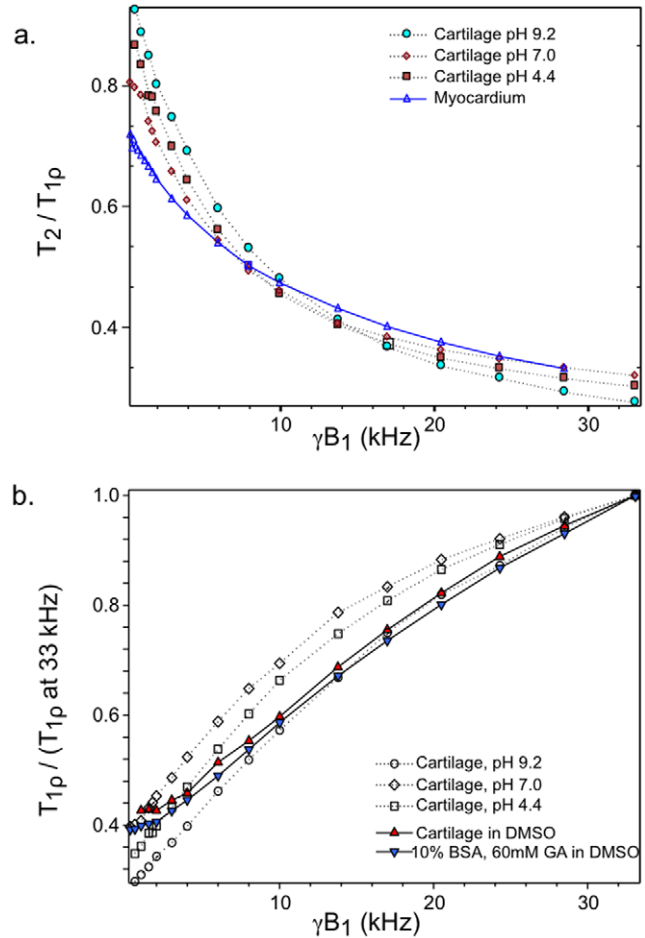 a.
Cartilage pH 9.2
Cartilage pH 7.0
Cartilage pH 4.4
Myocardium
0.8
0.6
0.4
T2 / T1ρ
10
20
30
γB1 (kHz)
b.
1.0
0.8
0.6
0.4
T1ρ / (T1ρ at 33 kHz)
Cartilage, pH 9.2
Cartilage, pH 7.0
Cartilage, pH 4.4
Cartilage in DMSO
10% BSA, 60mM GA in DMSO
10
20
30
γB1 (kHz)